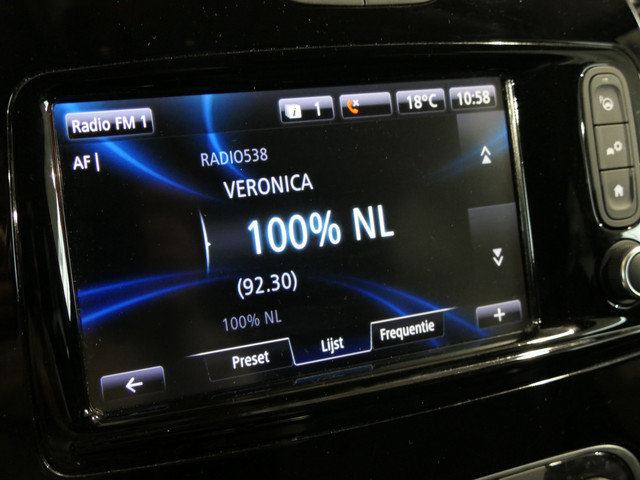 Radio FM 1
1
18°C
10:58
AF
RADIO538
VERONICA
100% NL
(92.30)
100% NL
Preset
Lijst
Frequentie
+